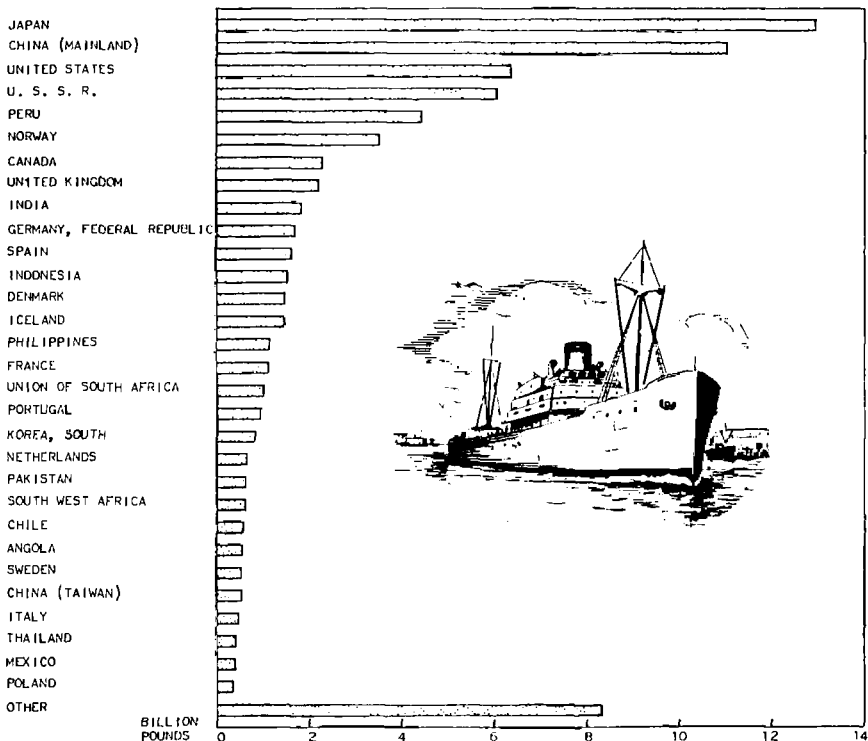 JAPAN
CHINA (MAINLAND)
UNITED STATES
U. S. S. R.
PERU
NORWAY
CANADA
UNITED KINGDOM
INDIA
GERMANY, FEDERAL REPUBLIC
SPAIN
INDONESIA
DENMARK
ICELAND
PHILIPPINES
FRANCE
UNION OF SOUTH AFRICA
PORTUGAL
KOREA, SOUTH
NETHERLANDS
PAKISTAN
SOUTH WEST AFRICA
CHILE
ANGOLA
SWEDEN
CHINA (TAIWAN)
ITALY
THAILAND
MEXICO
POLAND
OTHER
BILLION
POUNDS 0 2 4 6 8 10 12 14